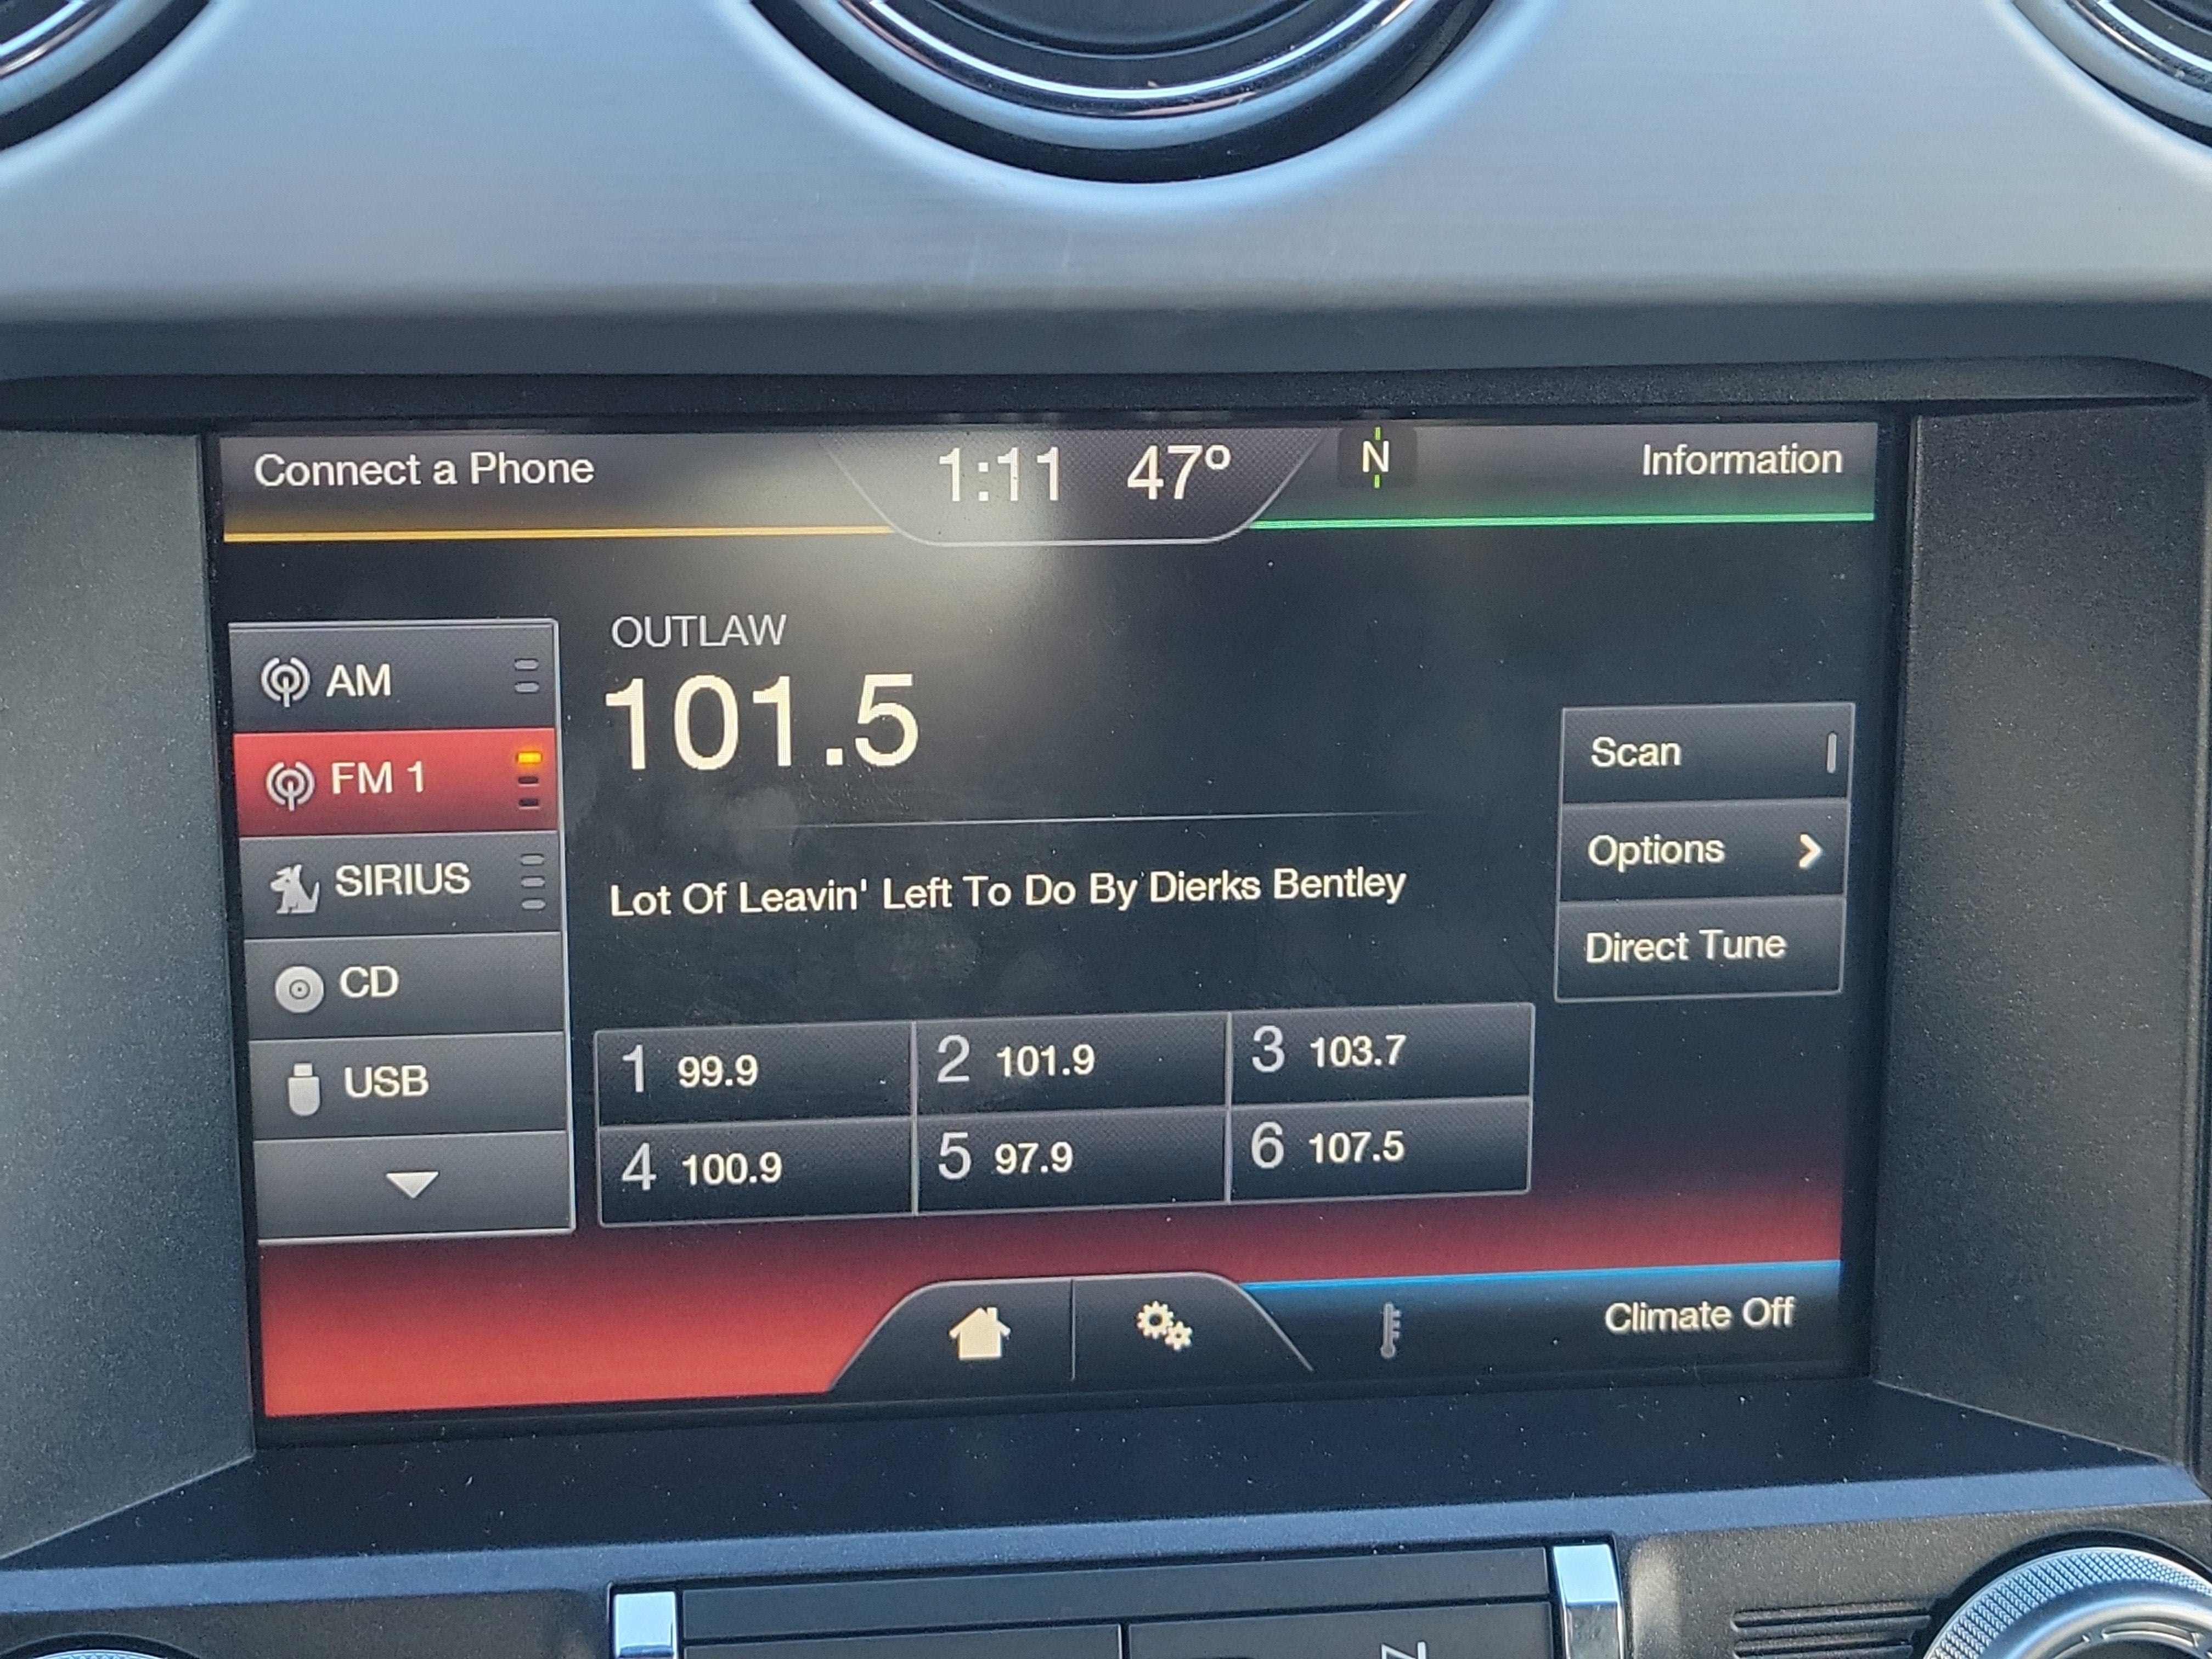 Connect a Phone
1:11 47º
N
Information
OUTLAW
101.5
AM
FM 1
SIRIUS
CD
USB
Lot Of Leavin' Left To Do By Dierks Bentley
Scan
Options
Direct Tune
1 99.9
2 101.9
3 103.7
4 100.9
5 97.9
6 107.5
Climate Off